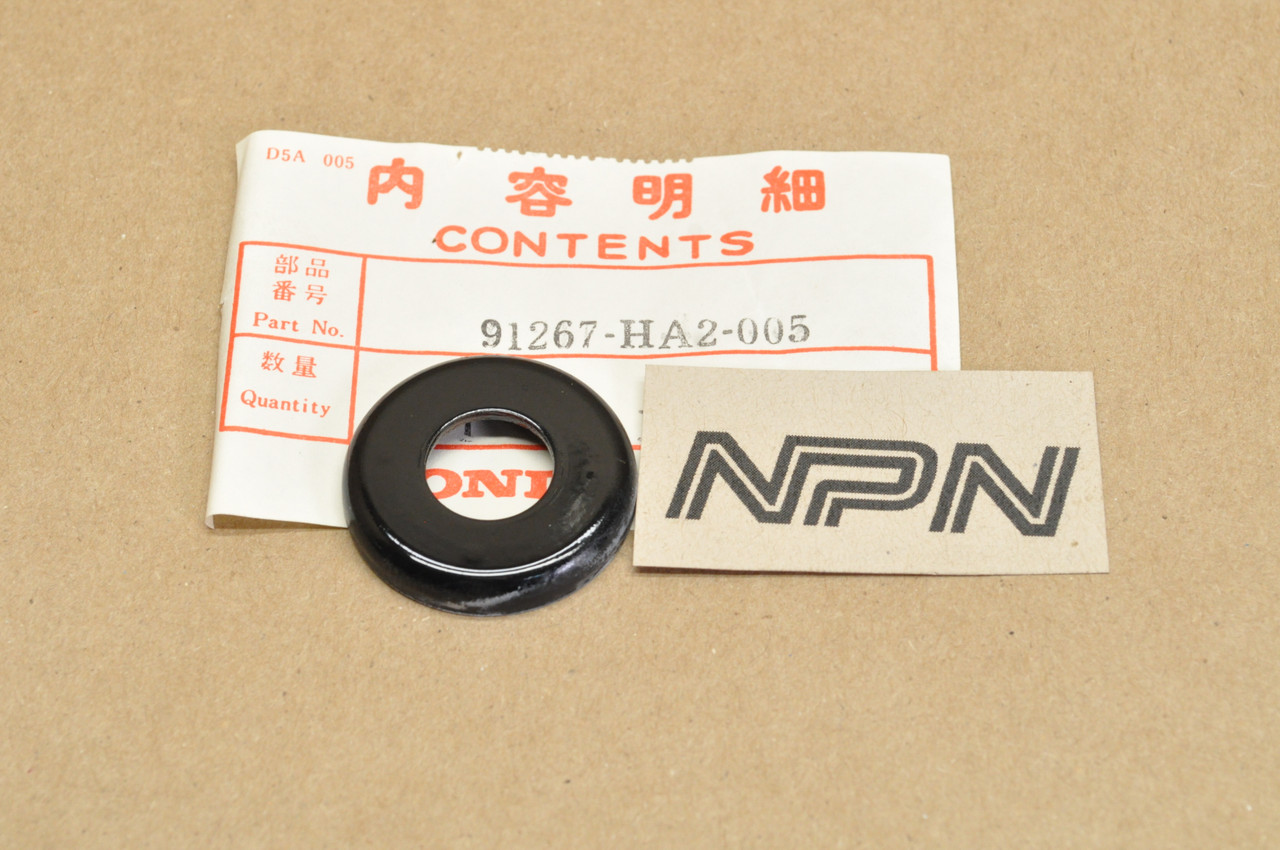 D5A 005
内容明細
CONTENTS
部品
番号
Part No.
91267-HA2-005
数量
Quantity
OND
NPN